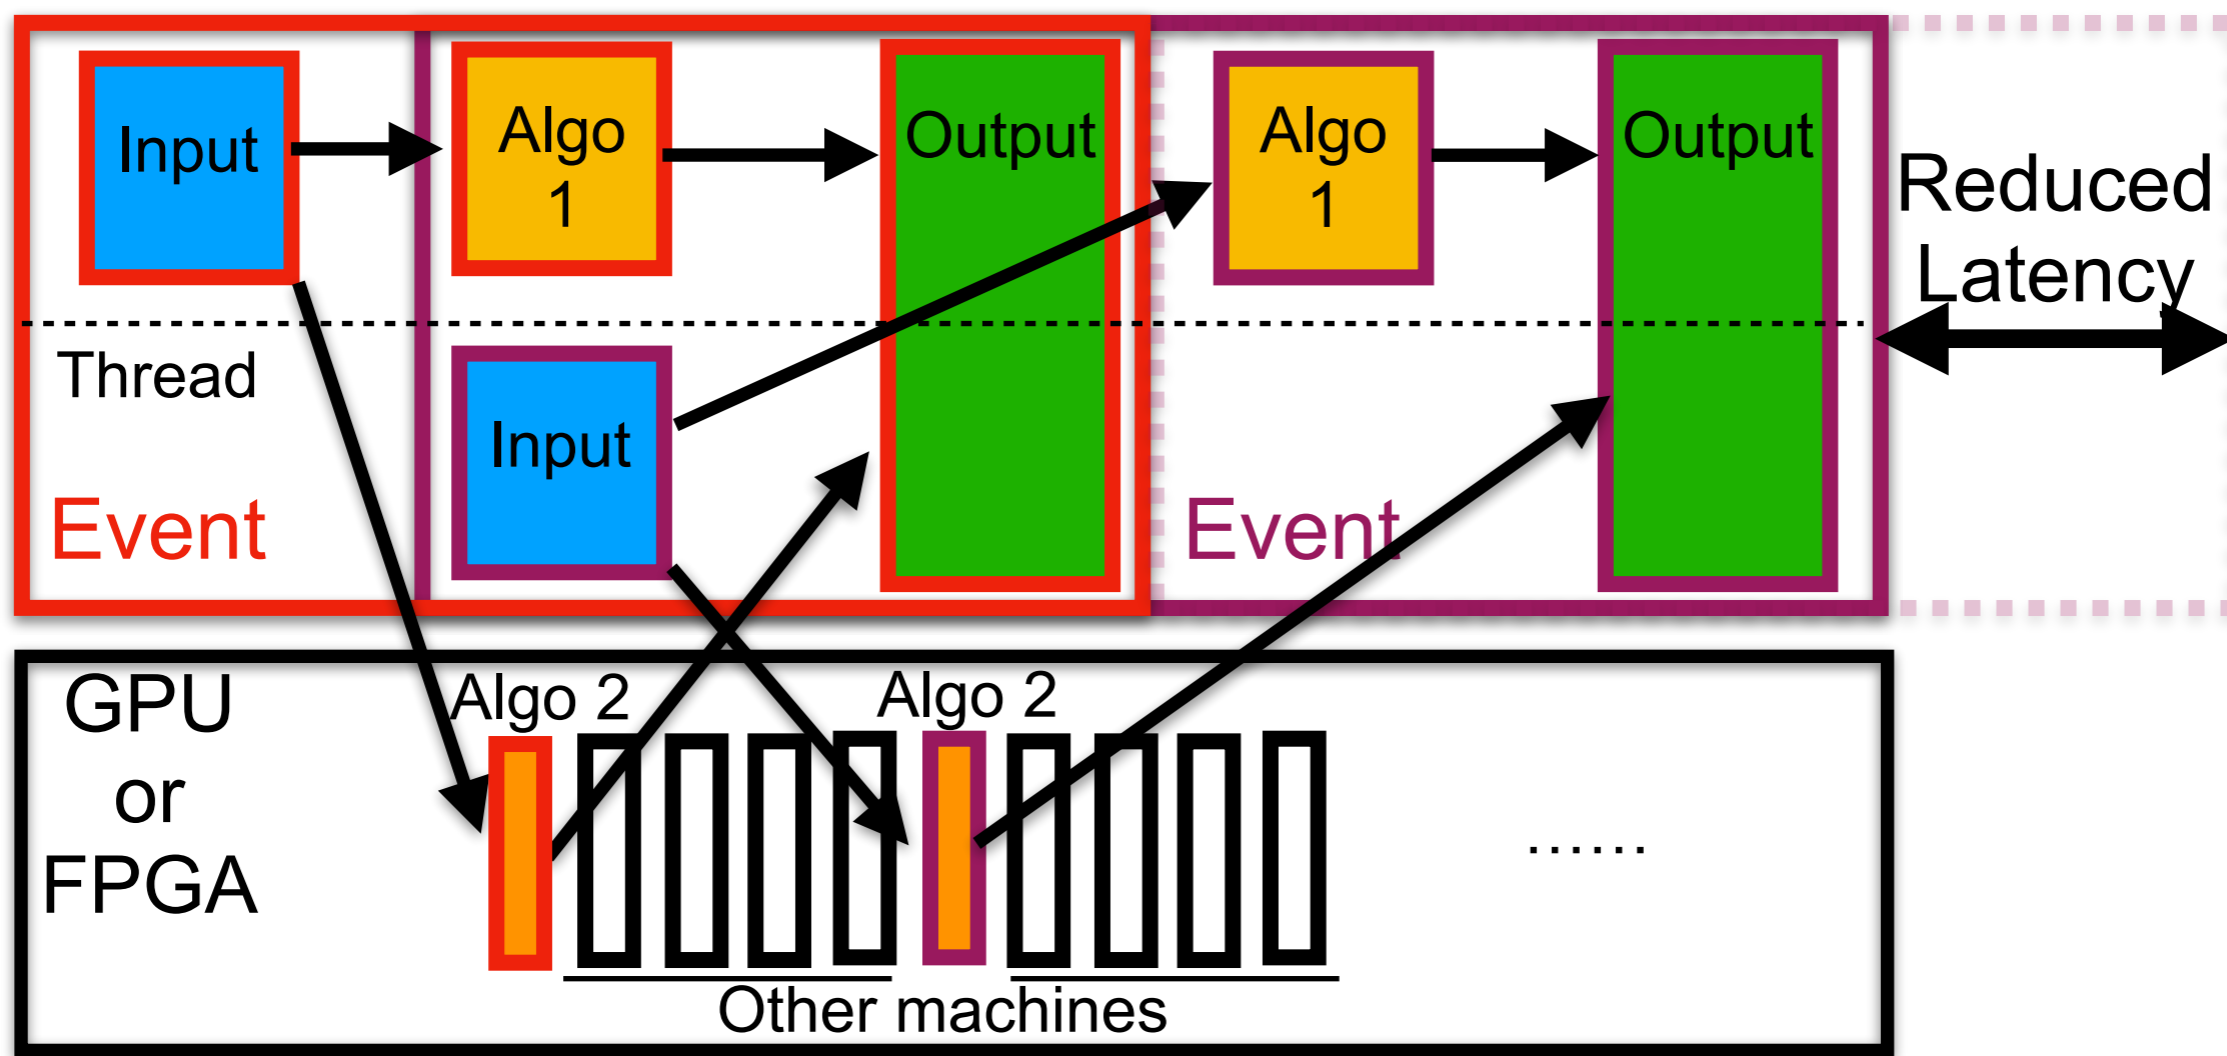 Input
Algo
1
Output
Algo
1
Output
Reduced
Latency
Thread
Input
Event
Event
GPU
or
FPGA
Algo 2
Algo 2
......
Other machines